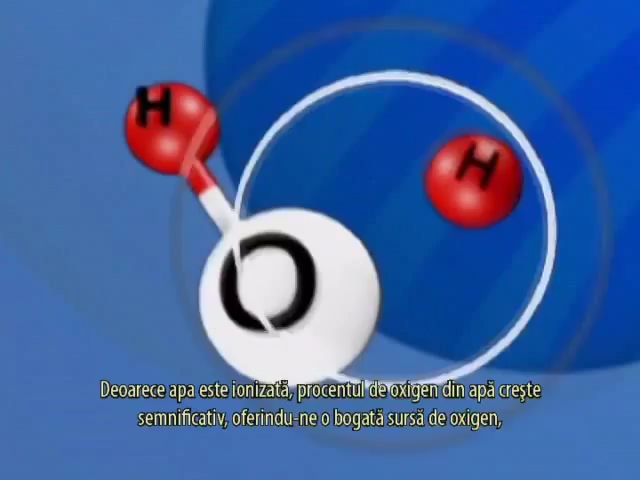 H
H
O
Deoarece apa este ionizată, procentul de oxigen din apă creşte
semnificativ, oferindu-ne o bogată sursă de oxigen,